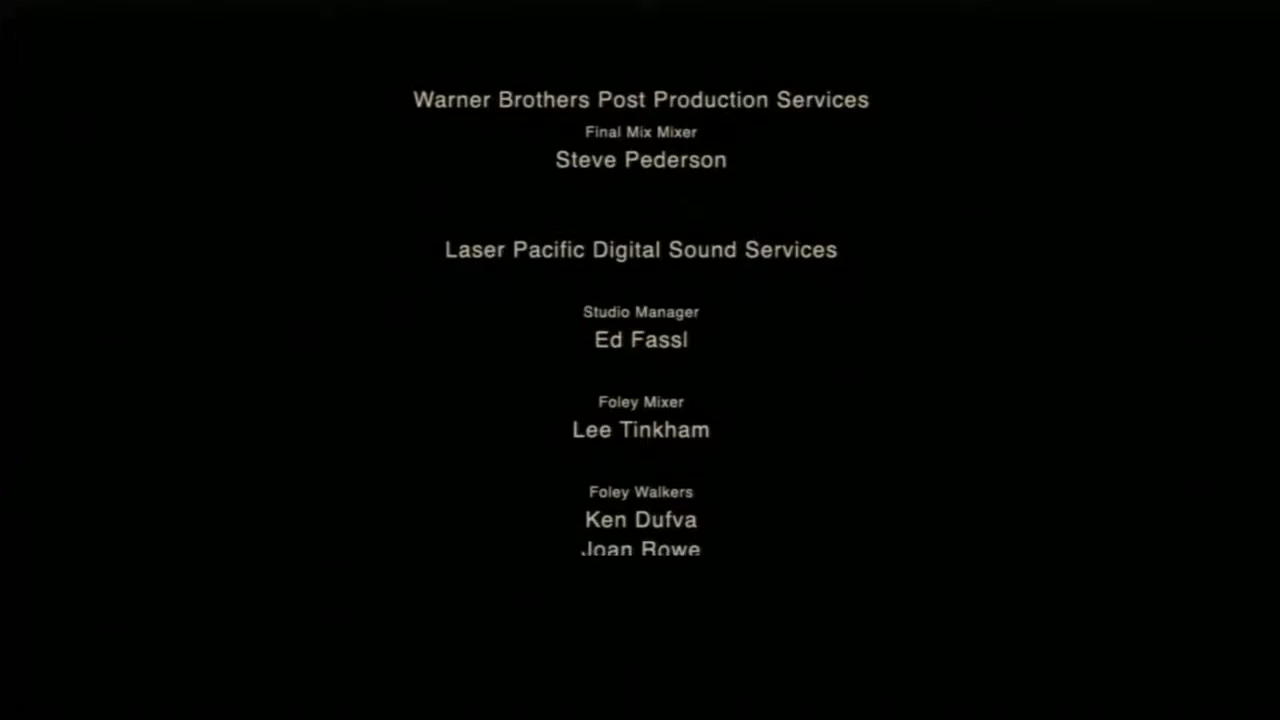 Warner Brothers Post Production Services
Final Mix Mixer
Steve Pederson
Laser Pacific Digital Sound Services
Studio Manager
Ed Fassl
Foley Mixer
Lee Tinkham
Foley Walkers
Ken Dufva
Joan Rowe